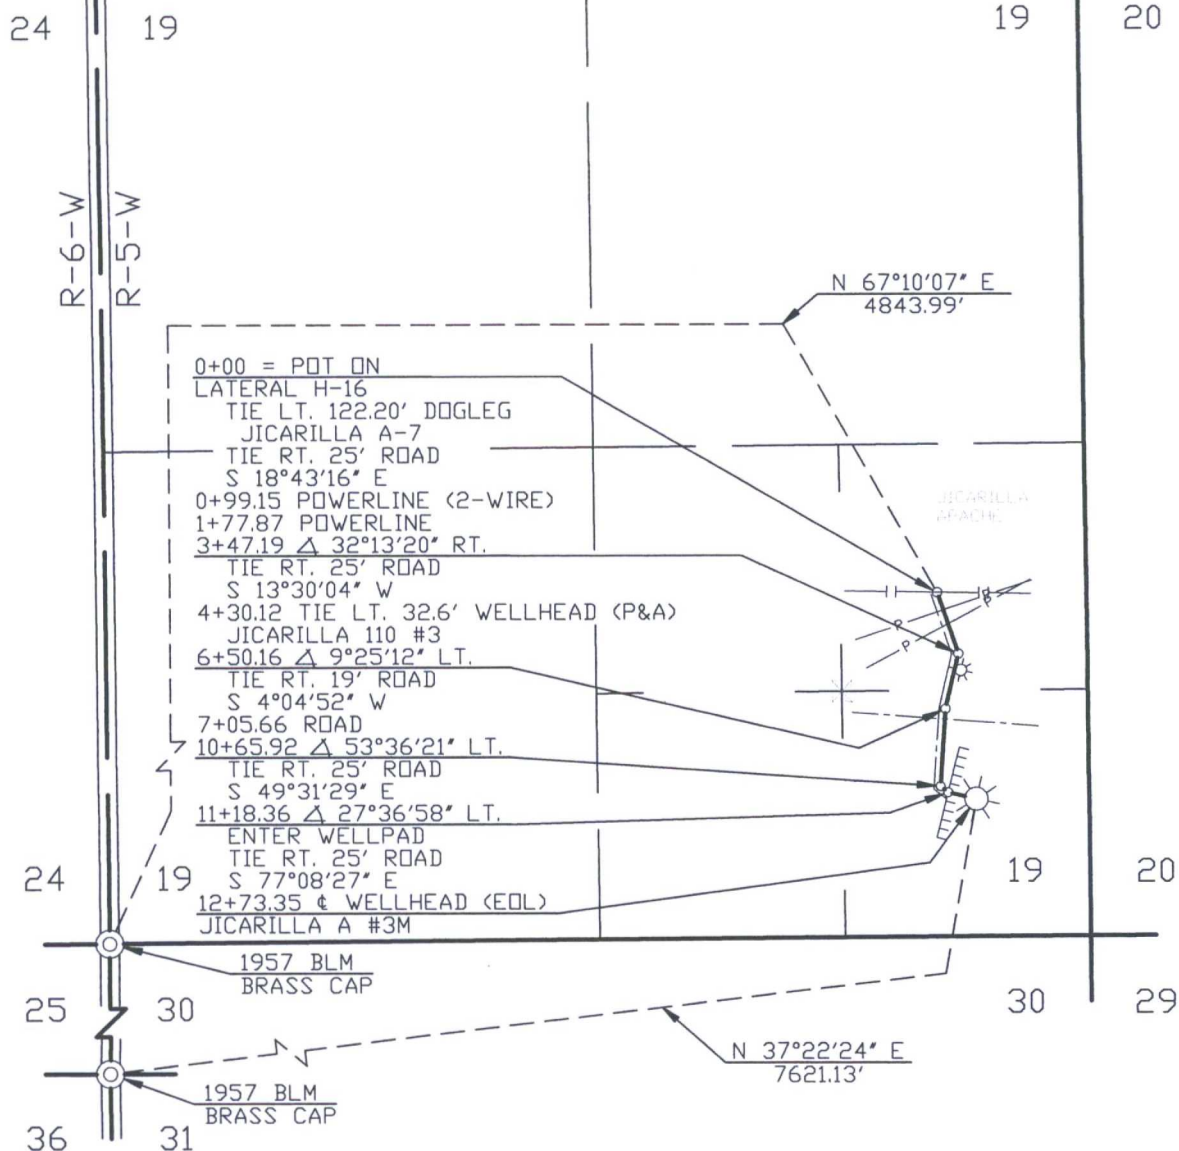 24 19
19 20
R-6-W
R-5-W
N 67°10'07" E
4843.99'
0+00 = POT ON
LATERAL H-16
TIE LT. 122.20' DOGLEG
JICARILLA A-7
TIE RT. 25' ROAD
S 18°43'16" E
0+99.15 POWERLINE (2-WIRE)
1+77.87 POWERLINE
3+47.19 ∆ 32°13'20" RT.
TIE RT. 25' ROAD
S 13°30'04" W
4+30.12 TIE LT. 32.6' WELLHEAD (P&A)
JICARILLA 110 #3
6+50.16 ∆ 9°25'12" LT.
TIE RT. 19' ROAD
S 4°04'52" W
7+05.66 ROAD
10+65.92 ∆ 53°36'21" LT.
TIE RT. 25' ROAD
S 49°31'29" E
11+18.36 ∆ 27°36'58" LT.
ENTER WELLPAD
TIE RT. 25' ROAD
S 77°08'27" E
12+73.35 ℄ WELLHEAD (EOL)
JICARILLA A #3M
JICARILLA
APACHE
P
P
P
24 19
19 20
1957 BLM
BRASS CAP
25 30
30 29
N 37°22'24" E
7621.13'
1957 BLM
BRASS CAP
36 31